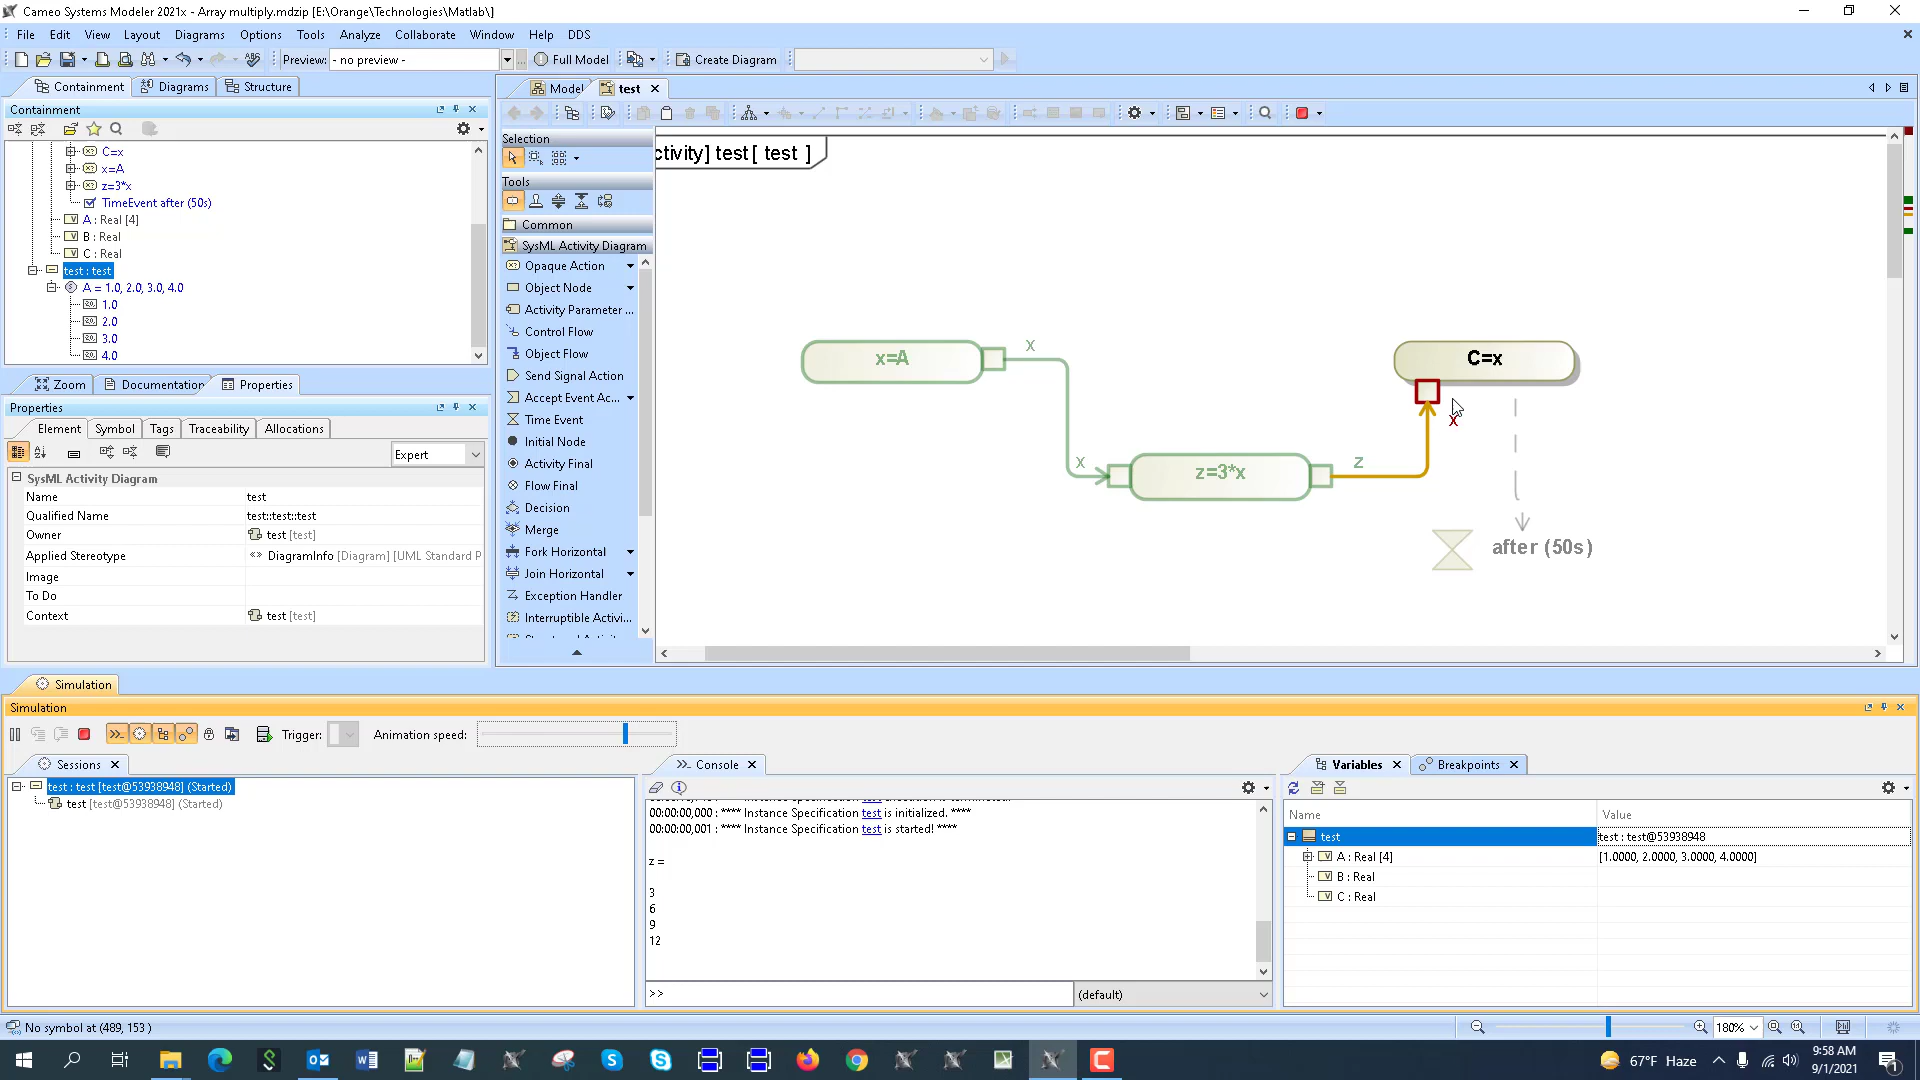 Cameo Systems Modeler 2021x - Array multiply.mdzip [E:\Orange\Technologies\Matlab\]
File Edit View Layout Diagrams Options Tools Analyze Collaborate Window Help DDS
Preview: - no preview - ... Full Model Create Diagram
Containment Diagrams Structure
Containment
C=x
x=A
z=3*x
TimeEvent after (50s)
A : Real [4]
B : Real
C : Real
test : test
A = 1.0, 2.0, 3.0, 4.0
1.0
2.0
3.0
4.0
Zoom Documentation Properties
Properties
Element Symbol Tags Traceability Allocations
Expert
SysML Activity Diagram
Name test
Qualified Name test::test::test
Owner test [test]
Applied Stereotype «» DiagramInfo [Diagram] [UML Standard P
Image
To Do
Context test [test]
Model test
Selection
Tools
Common
SysML Activity Diagram
Opaque Action
Object Node
Activity Parameter ...
Control Flow
Object Flow
Send Signal Action
Accept Event Ac...
Time Event
Initial Node
Activity Final
Flow Final
Decision
Merge
Fork Horizontal
Join Horizontal
Exception Handler
Interruptible Activi...
ctivity] test[ test ]
x=A
x
x
z=3*x
z
C=x
x
after (50s)
Simulation
Simulation
Trigger: Animation speed:
Sessions
test : test [test@53938948] (Started)
test [test@53938948] (Started)
Console
00:00:00,000 : **** Instance Specification test is initialized. ****
00:00:00,001 : **** Instance Specification test is started! ****
z =
3
6
9
12
>> (default)
Variables Breakpoints
Name Value
test test : test@53938948
A : Real [4] [1.0000, 2.0000, 3.0000, 4.0000]
B : Real
C : Real
No symbol at (489, 153 )
180%
67°F Haze
9:58 AM
9/1/2021
1